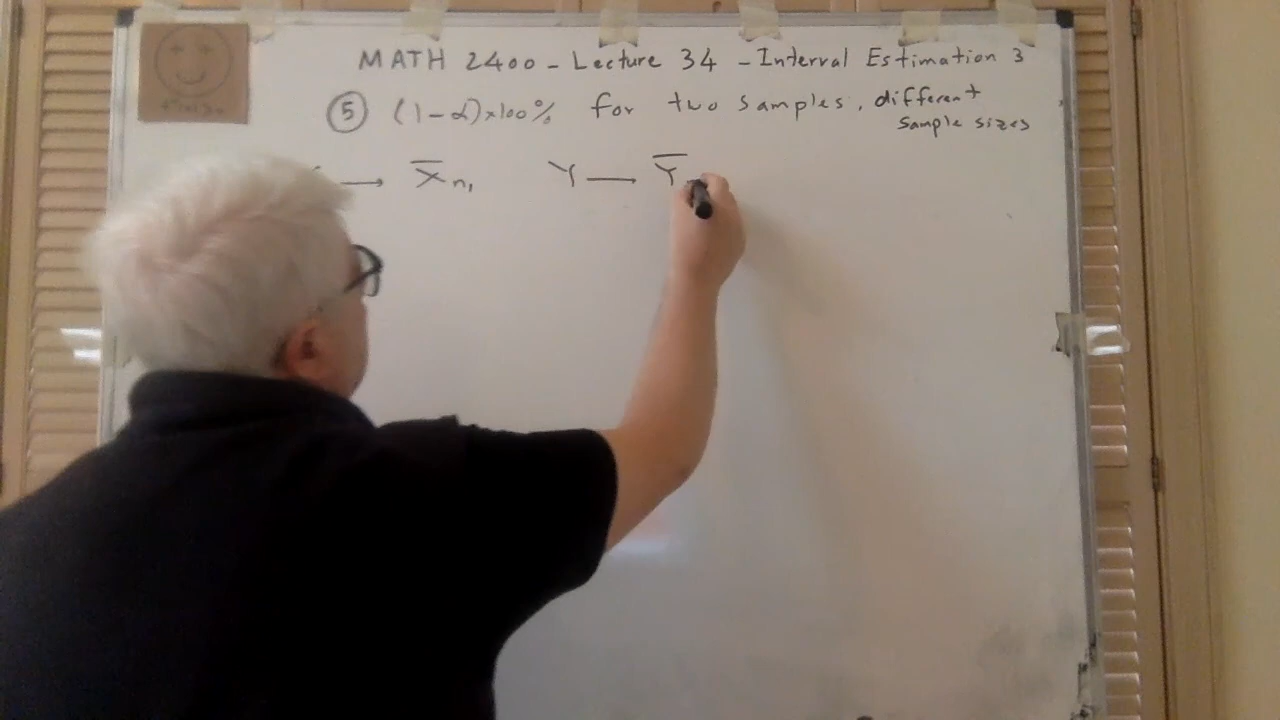 MATH 2400 - Lecture 34 - Interval Estimation 3
⑤ (1-α)×100% for two samples, different
sample sizes
→ X̄n₁ Y → Ȳ